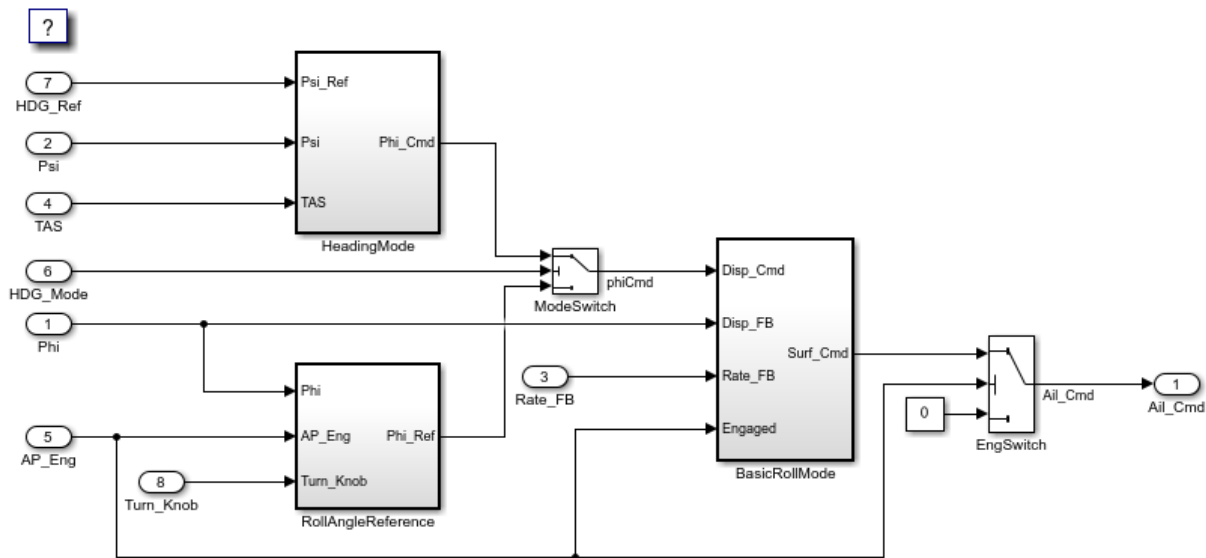 ?
7
HDG_Ref
Psi_Ref
2
Psi
Psi
Phi_Cmd
4
TAS
TAS
HeadingMode
6
HDG_Mode
ModeSwitch
phiCmd
1
Phi
Disp_Cmd
Disp_FB
Rate_FB
Engaged
Surf_Cmd
BasicRollMode
3
Rate_FB
Phi
AP_Eng
Turn_Knob
Phi_Ref
RollAngleReference
5
AP_Eng
8
Turn_Knob
0
EngSwitch
Ail_Cmd
1
Ail_Cmd